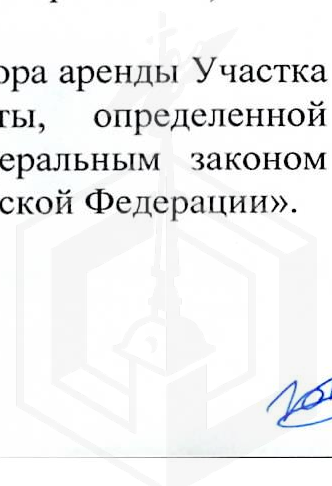 ора аренды Участка
ты, определенной
еральным законом
ской Федерации».